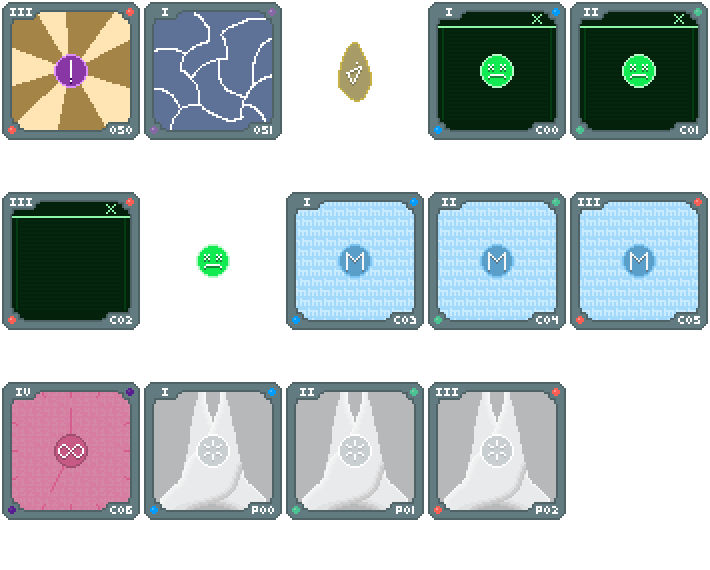 III I I II
! X X
050 051 C00 C01
III I II III
X M M M
C02 C03 C04 C05
IV I II III
∞
C06 P00 P01 P02